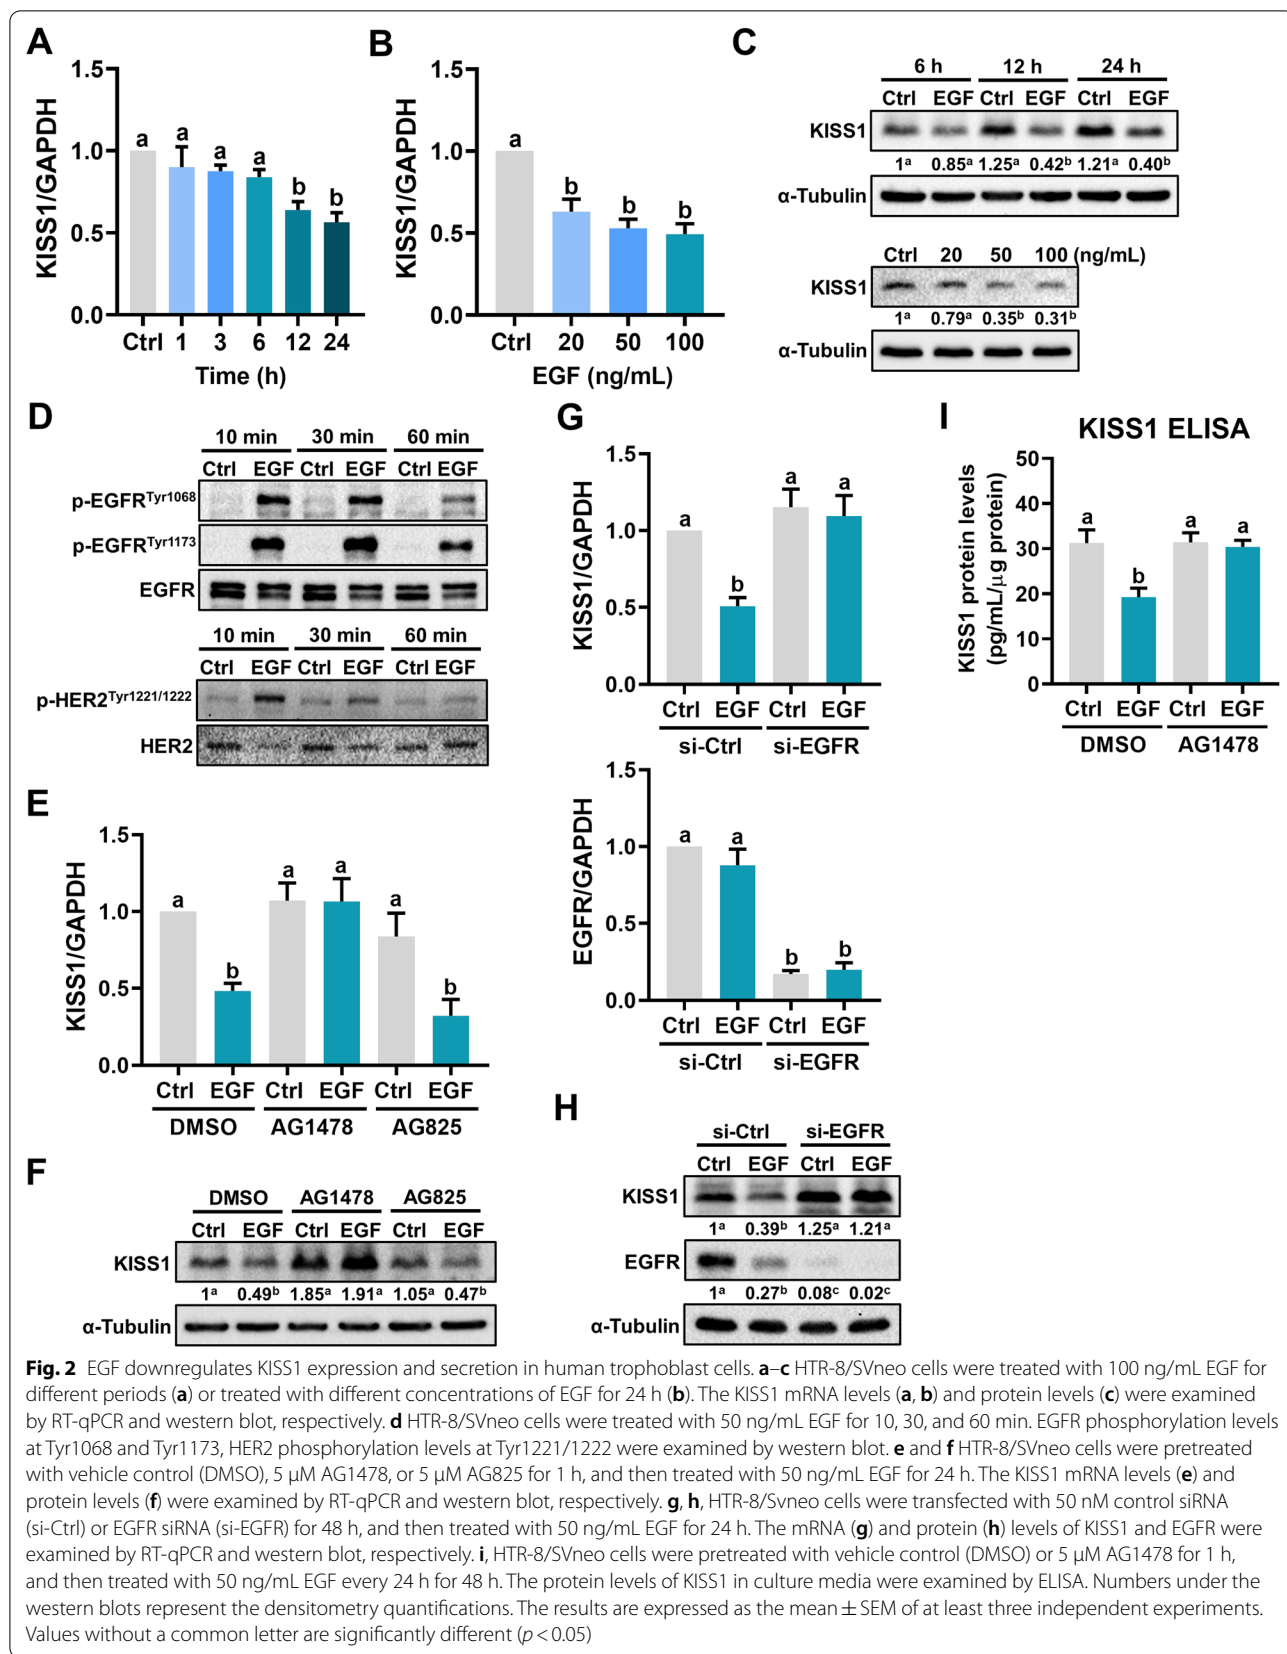 A
1.5
1.0
0.5
0.0
KISS1/GAPDH
a a a a b b
Ctrl 1 3 6 12 24
Time (h)
B
1.5
1.0
0.5
0.0
KISS1/GAPDH
a b b b
Ctrl 20 50 100
EGF (ng/mL)
C
6 h 12 h 24 h
Ctrl EGF Ctrl EGF Ctrl EGF
KISS1
1ᵃ 0.85ᵃ 1.25ᵃ 0.42ᵇ 1.21ᵃ 0.40ᵇ
α-Tubulin
Ctrl 20 50 100 (ng/mL)
KISS1
1ᵃ 0.79ᵃ 0.35ᵇ 0.31ᵇ
α-Tubulin
D
10 min 30 min 60 min
Ctrl EGF Ctrl EGF Ctrl EGF
p-EGFRTyr1068
p-EGFRTyr1173
EGFR
10 min 30 min 60 min
Ctrl EGF Ctrl EGF Ctrl EGF
p-HER2Tyr1221/1222
HER2
E
1.5
1.0
0.5
0.0
KISS1/GAPDH
a b a a a b
Ctrl EGF Ctrl EGF Ctrl EGF
DMSO AG1478 AG825
F
DMSO AG1478 AG825
Ctrl EGF Ctrl EGF Ctrl EGF
KISS1
1ᵃ 0.49ᵇ 1.85ᵃ 1.91ᵃ 1.05ᵃ 0.47ᵇ
α-Tubulin
G
1.5
1.0
0.5
0.0
KISS1/GAPDH
a b a a
Ctrl EGF Ctrl EGF
si-Ctrl si-EGFR
1.5
1.0
0.5
0.0
EGFR/GAPDH
a a b b
Ctrl EGF Ctrl EGF
si-Ctrl si-EGFR
H
si-Ctrl si-EGFR
Ctrl EGF Ctrl EGF
KISS1
1ᵃ 0.39ᵇ 1.25ᵃ 1.21ᵃ
EGFR
1ᵃ 0.27ᵇ 0.08ᶜ 0.02ᶜ
α-Tubulin
I
KISS1 ELISA
50
40
30
20
10
0
KISS1 protein levels
(pg/mL/μg protein)
a b a a
Ctrl EGF Ctrl EGF
DMSO AG1478
Fig. 2 EGF downregulates KISS1 expression and secretion in human trophoblast cells. a–c HTR-8/SVneo cells were treated with 100 ng/mL EGF for
different periods (a) or treated with different concentrations of EGF for 24 h (b). The KISS1 mRNA levels (a, b) and protein levels (c) were examined
by RT-qPCR and western blot, respectively. d HTR-8/SVneo cells were treated with 50 ng/mL EGF for 10, 30, and 60 min. EGFR phosphorylation levels
at Tyr1068 and Tyr1173, HER2 phosphorylation levels at Tyr1221/1222 were examined by western blot. e and f HTR-8/SVneo cells were pretreated
with vehicle control (DMSO), 5 μM AG1478, or 5 μM AG825 for 1 h, and then treated with 50 ng/mL EGF for 24 h. The KISS1 mRNA levels (e) and
protein levels (f) were examined by RT-qPCR and western blot, respectively. g, h, HTR-8/Svneo cells were transfected with 50 nM control siRNA
(si-Ctrl) or EGFR siRNA (si-EGFR) for 48 h, and then treated with 50 ng/mL EGF for 24 h. The mRNA (g) and protein (h) levels of KISS1 and EGFR were
examined by RT-qPCR and western blot, respectively. i, HTR-8/SVneo cells were pretreated with vehicle control (DMSO) or 5 μM AG1478 for 1 h,
and then treated with 50 ng/mL EGF every 24 h for 48 h. The protein levels of KISS1 in culture media were examined by ELISA. Numbers under the
western blots represent the densitometry quantifications. The results are expressed as the mean ± SEM of at least three independent experiments.
Values without a common letter are significantly different (p < 0.05)